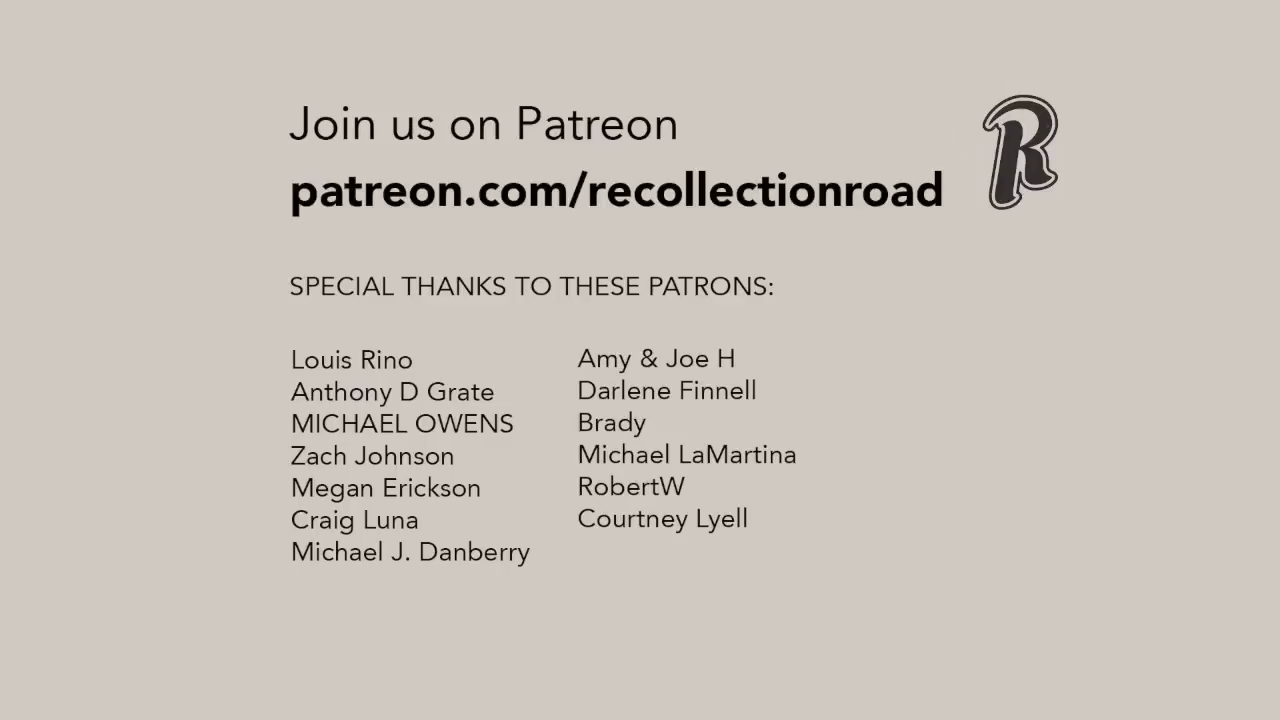 Join us on Patreon
patreon.com/recollectionroad
R
SPECIAL THANKS TO THESE PATRONS:
Louis Rino
Anthony D Grate
MICHAEL OWENS
Zach Johnson
Megan Erickson
Craig Luna
Michael J. Danberry
Amy & Joe H
Darlene Finnell
Brady
Michael LaMartina
RobertW
Courtney Lyell